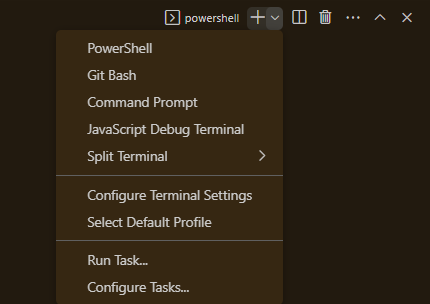 powershell
PowerShell
Git Bash
Command Prompt
JavaScript Debug Terminal
Split Terminal
Configure Terminal Settings
Select Default Profile
Run Task...
Configure Tasks...